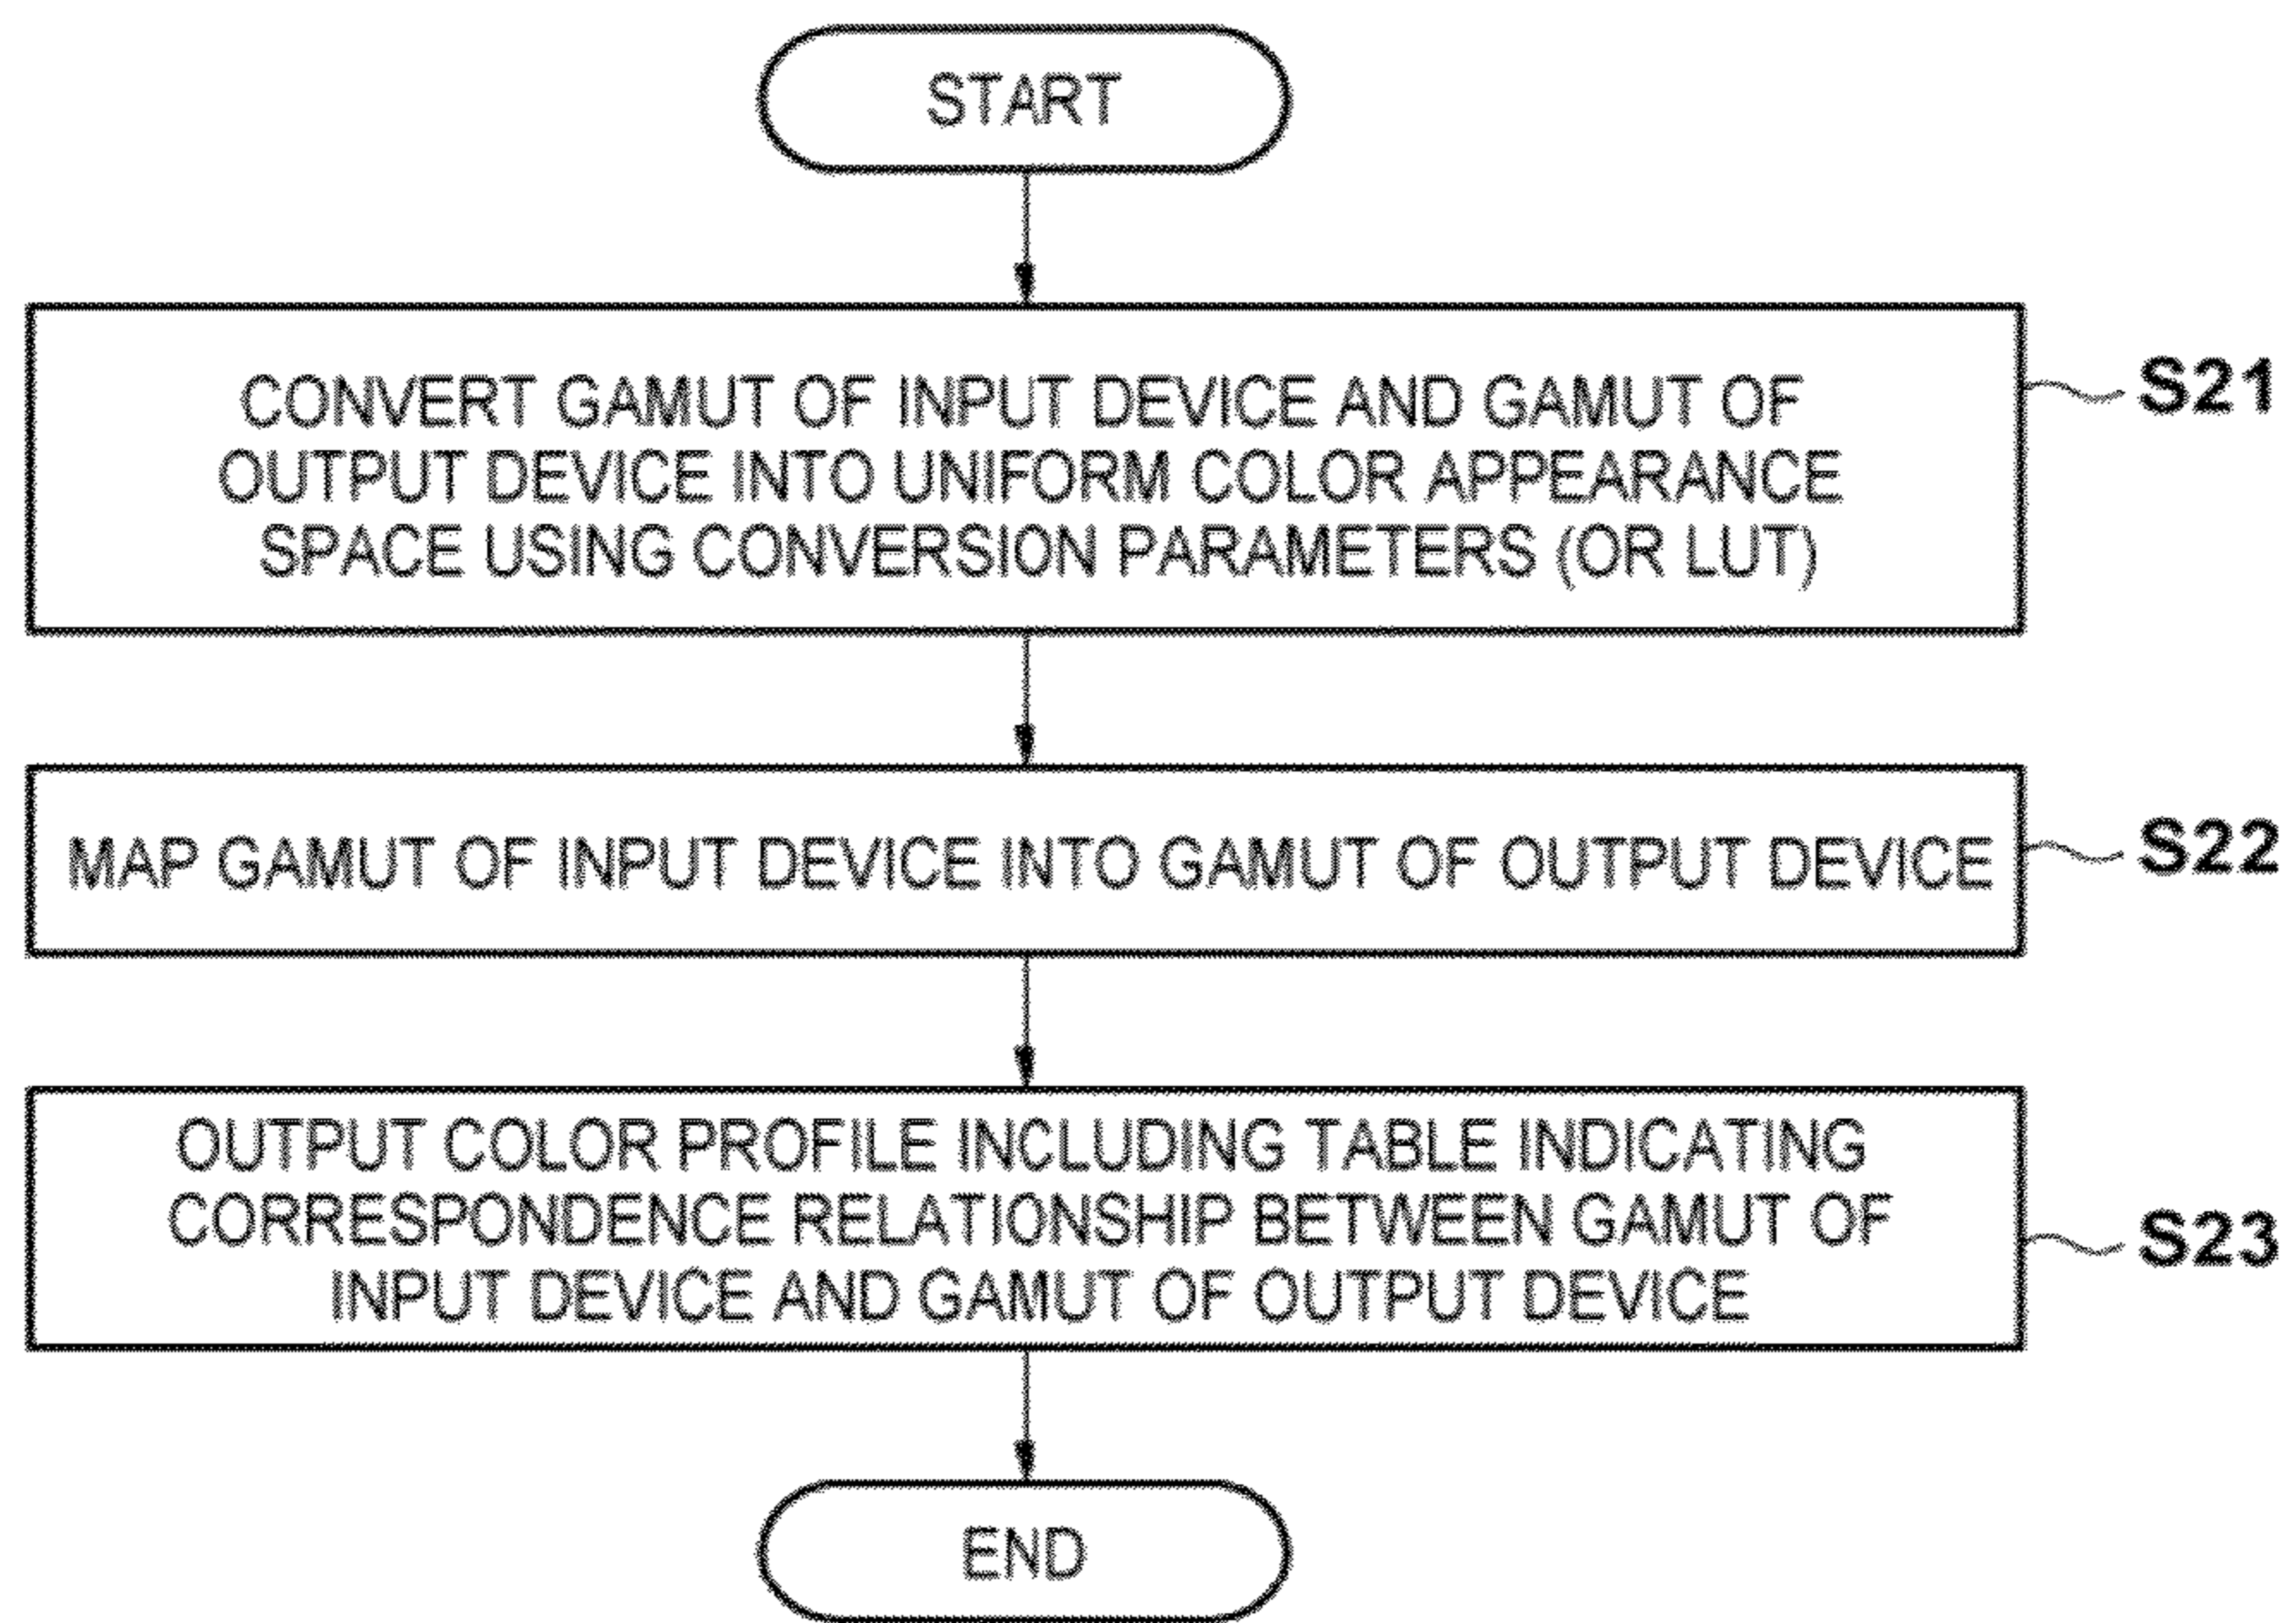 START
CONVERT GAMUT OF INPUT DEVICE AND GAMUT OF
OUTPUT DEVICE INTO UNIFORM COLOR APPEARANCE
SPACE USING CONVERSION PARAMETERS (OR LUT)
S21
MAP GAMUT OF INPUT DEVICE INTO GAMUT OF OUTPUT DEVICE
S22
OUTPUT COLOR PROFILE INCLUDING TABLE INDICATING
CORRESPONDENCE RELATIONSHIP BETWEEN GAMUT OF
INPUT DEVICE AND GAMUT OF OUTPUT DEVICE
S23
END